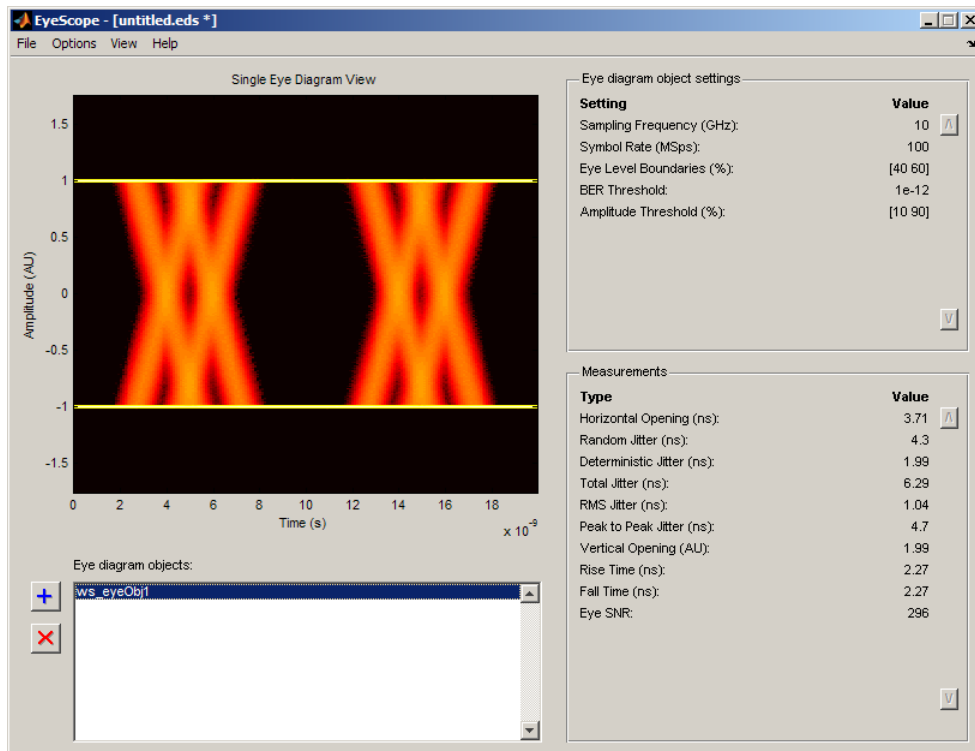 EyeScope - [untitled.eds *]
File Options View Help
Single Eye Diagram View
1.5
1
0.5
0
-0.5
-1
-1.5
Amplitude (AU)
0 2 4 6 8 10 12 14 16 18
Time (s)
x 10-9
Eye diagram objects:
ws_eyeObj1
Eye diagram object settings
Setting Value
Sampling Frequency (GHz): 10
Symbol Rate (MSps): 100
Eye Level Boundaries (%): [40 60]
BER Threshold: 1e-12
Amplitude Threshold (%): [10 90]
Measurements
Type Value
Horizontal Opening (ns): 3.71
Random Jitter (ns): 4.3
Deterministic Jitter (ns): 1.99
Total Jitter (ns): 6.29
RMS Jitter (ns): 1.04
Peak to Peak Jitter (ns): 4.7
Vertical Opening (AU): 1.99
Rise Time (ns): 2.27
Fall Time (ns): 2.27
Eye SNR: 296